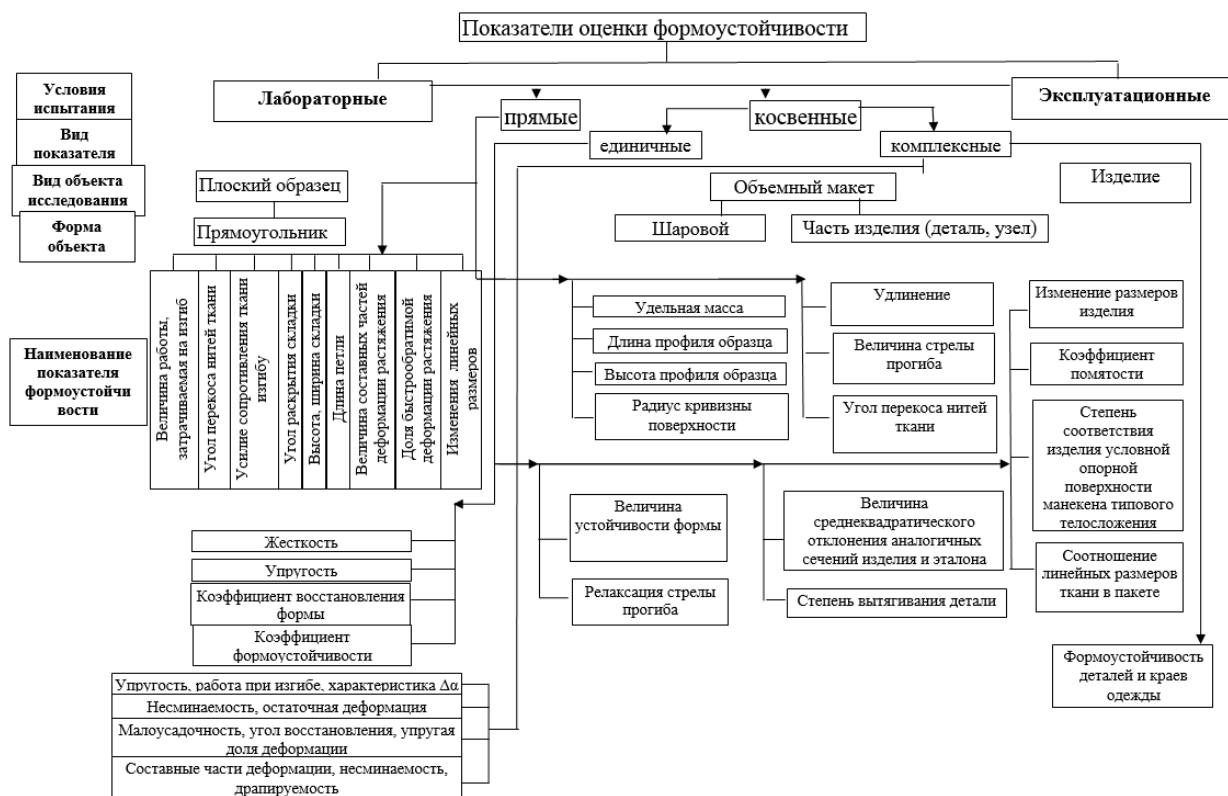 Показатели оценки формоустойчивости
Условия
испытания
Лабораторные
Эксплуатационные
прямые
косвенные
Вид
показателя
единичные
комплексные
Вид объекта
исследования
Плоский образец
Объемный макет
Изделие
Форма
объекта
Прямоугольник
Шаровой
Часть изделия (деталь, узел)
Наименование
показателя
формоустойчи
вости
Величина работы,
затрачиваемая на изгиб
Угол перекоса нитей ткани
Усилие сопротивления ткани
изгибу
Угол раскрытия складки
Высота, ширина складки
Длина петли
Величина составных частей
деформации растяжения
Доля быстрообратимой
деформации растяжения
Изменения линейных
размеров
Удельная масса
Длина профиля образца
Высота профиля образца
Радиус кривизны
поверхности
Удлинение
Величина стрелы
прогиба
Угол перекоса нитей
ткани
Изменение размеров
изделия
Коэффициент
помятости
Степень
соответствия
изделия условной
опорной
поверхности
манекена типового
телосложения
Соотношение
линейных размеров
ткани в пакете
Величина
устойчивости формы
Релаксация стрелы
прогиба
Величина
среднеквадратического
отклонения аналогичных
сечений изделия и эталона
Степень вытягивания детали
Жесткость
Упругость
Коэффициент восстановления
формы
Коэффициент
формоустойчивости
Формоустойчивость
деталей и краев
одежды
Упругость, работа при изгибе, характеристика Δα
Несминаемость, остаточная деформация
Малоусадочность, угол восстановления, упругая
доля деформации
Составные части деформации, несминаемость,
драпируемость